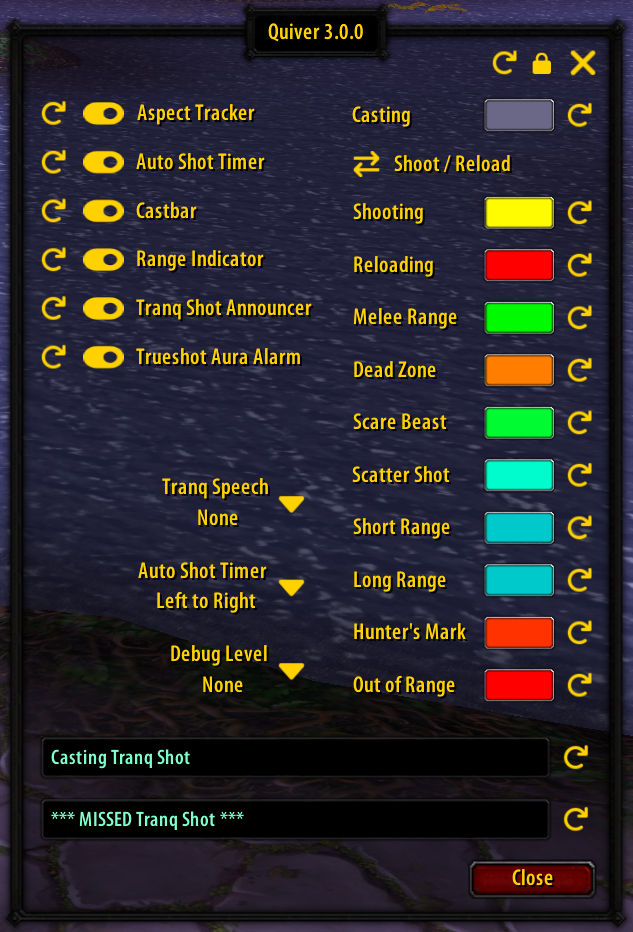 Quiver 3.0.0
Aspect Tracker
Auto Shot Timer
Castbar
Range Indicator
Tranq Shot Announcer
Trueshot Aura Alarm
Tranq Speech
None
Auto Shot Timer
Left to Right
Debug Level
None
Casting
Shoot / Reload
Shooting
Reloading
Melee Range
Dead Zone
Scare Beast
Scatter Shot
Short Range
Long Range
Hunter's Mark
Out of Range
Casting Tranq Shot
*** MISSED Tranq Shot ***
Close